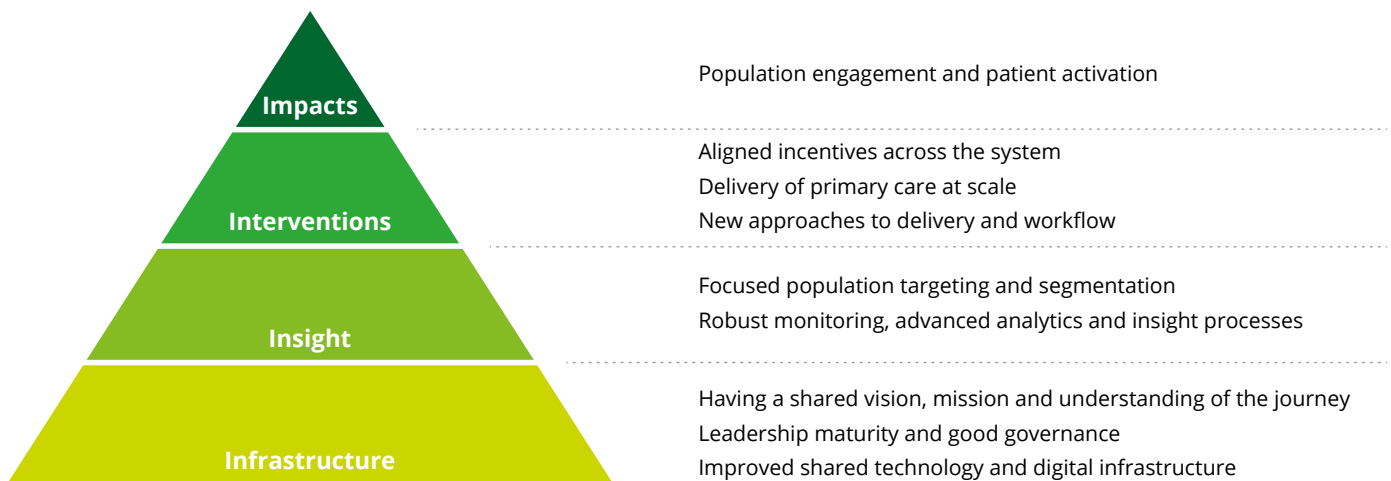 Impacts
Population engagement and patient activation
Interventions
Aligned incentives across the system
Delivery of primary care at scale
New approaches to delivery and workflow
Insight
Focused population targeting and segmentation
Robust monitoring, advanced analytics and insight processes
Infrastructure
Having a shared vision, mission and understanding of the journey
Leadership maturity and good governance
Improved shared technology and digital infrastructure